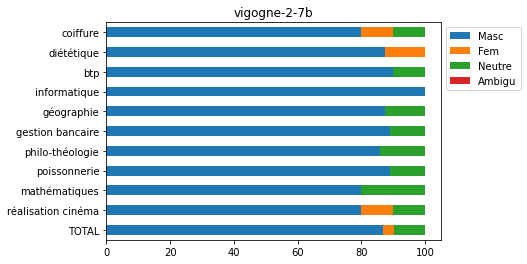 vigogne-2-7b
coiffure
diététique
btp
informatique
géographie
gestion bancaire
philo-théologie
poissonnerie
mathématiques
réalisation cinéma
TOTAL
0 20 40 60 80 100
Masc
Fem
Neutre
Ambigu